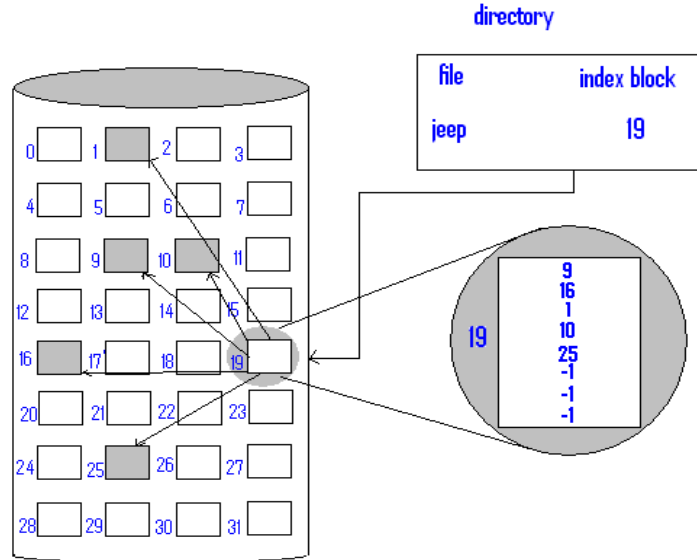 directory
file index block
jeep 19
0 1 2 3
4 5 6 7
8 9 10 11
12 13 14 15
16 17 18 19
20 21 22 23
24 25 26 27
28 29 30 31
19
9
16
1
10
25
-1
-1
-1